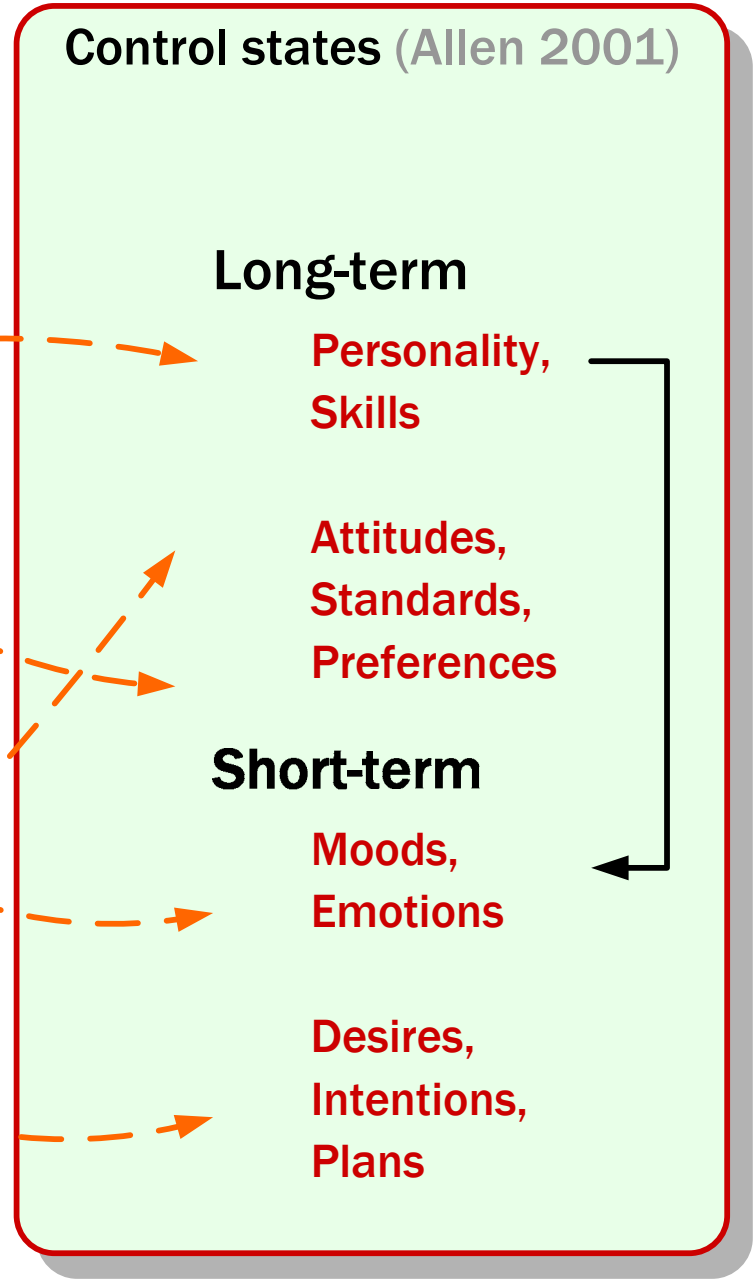 Control states (Allen 2001)
Long-term
Personality,
Skills
Attitudes,
Standards,
Preferences
Short-term
Moods,
Emotions
Desires,
Intentions,
Plans